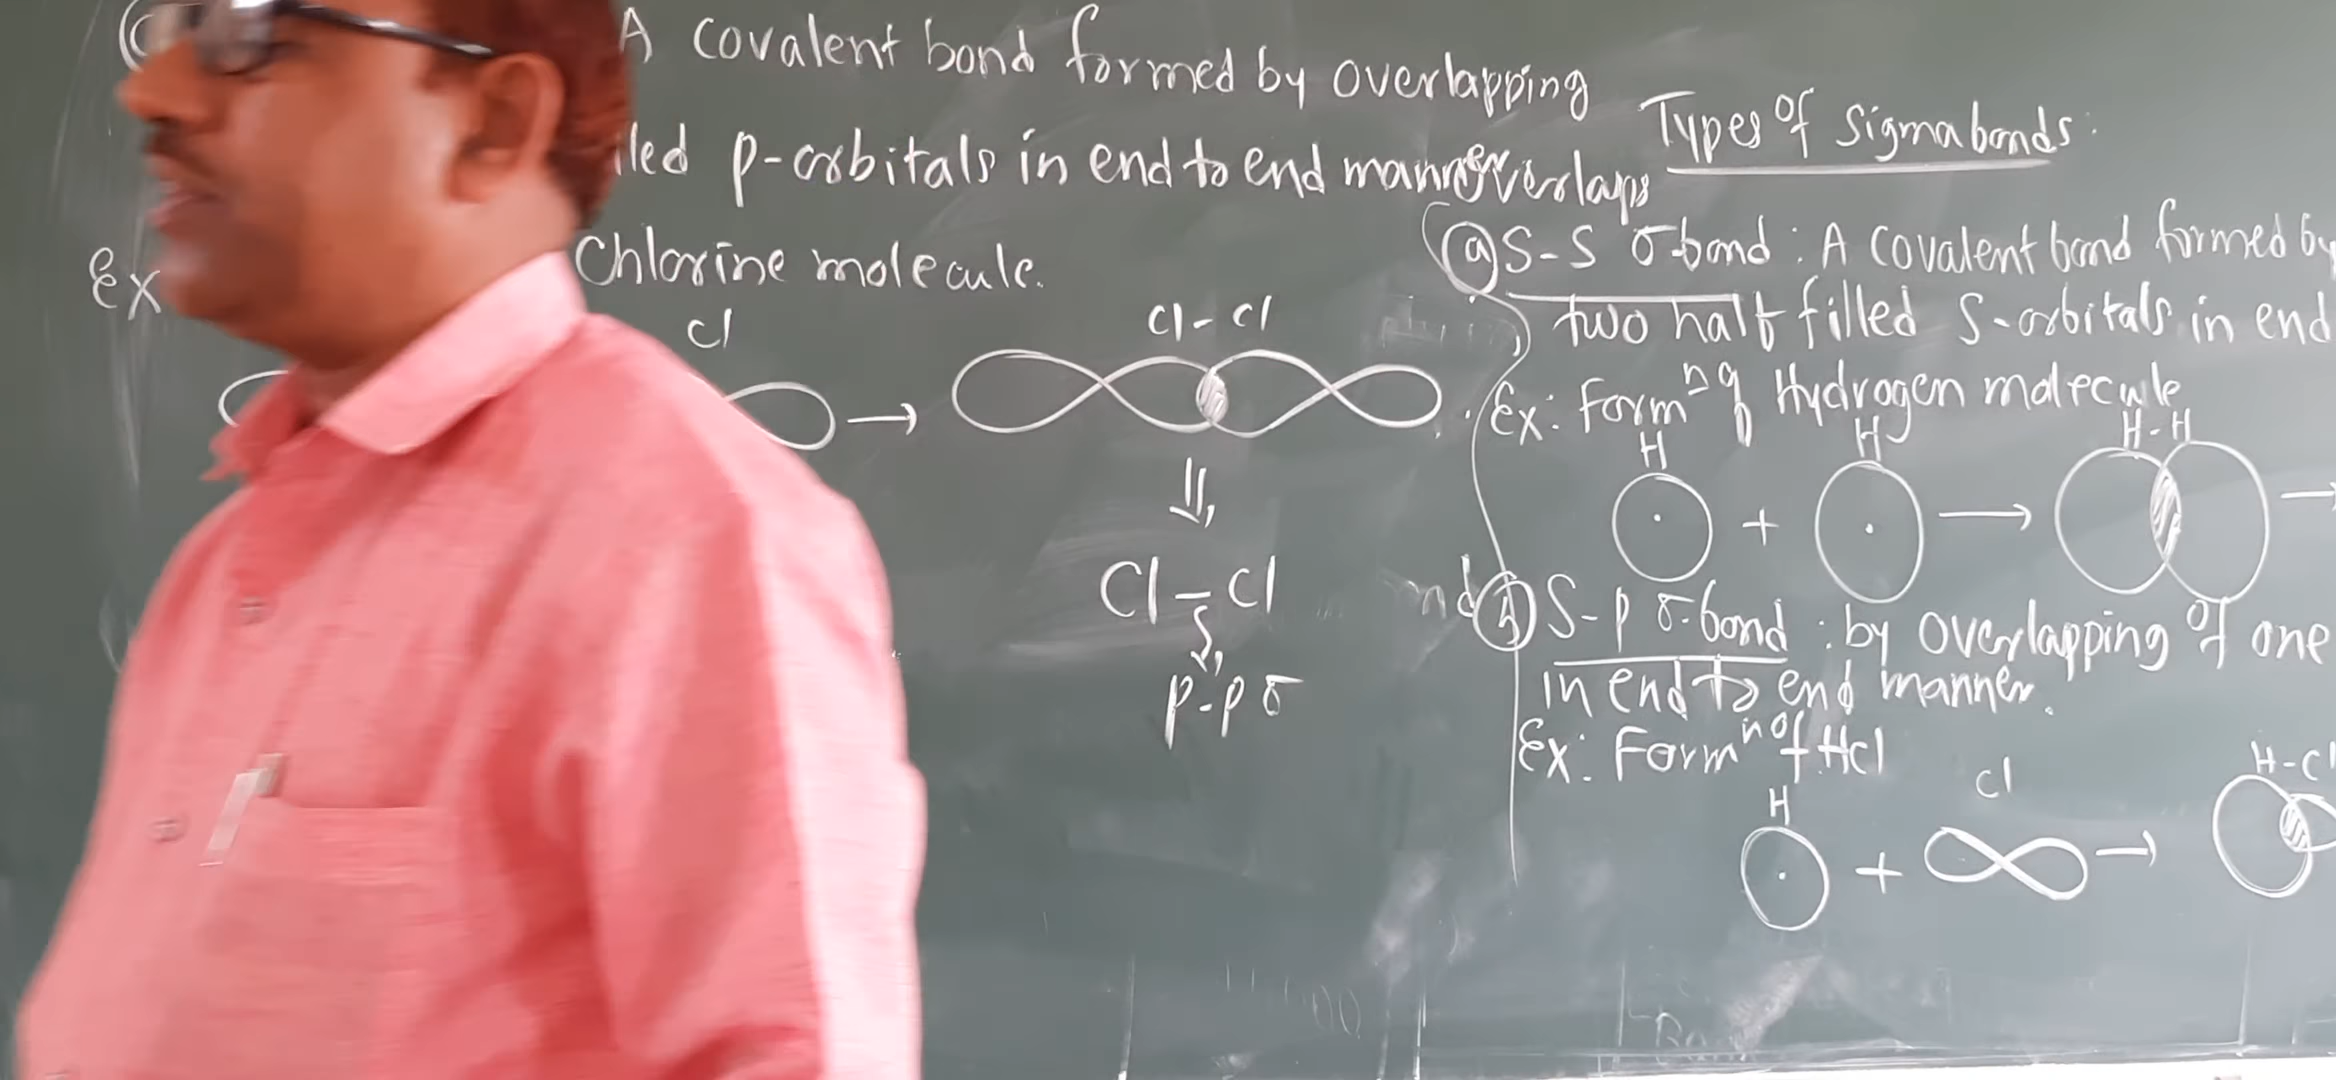 A covalent bond formed by overlapping
p-orbitals in end to end manner overlaps
Ex
Chlorine molecule.
Cl
Cl - Cl
Cl - Cl
p-p σ
Types of Sigma bonds:
(a) S-S σ-bond : A covalent bond formed by
two half filled S-orbitals in end
Ex: Formⁿ of Hydrogen molecule
H
H
H-H
+
(b) S-p σ-bond : by overlapping of one
in end to end manner.
Ex: Formⁿ of HCl
H
Cl
H-Cl
+